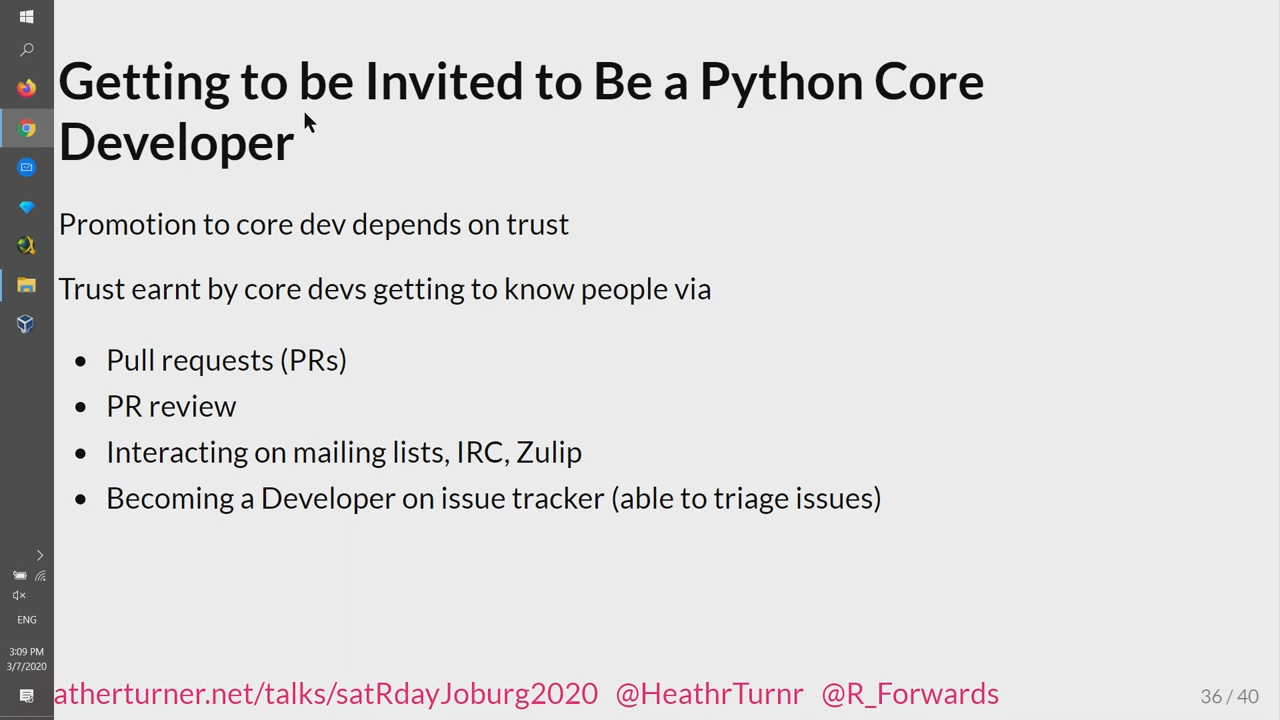 Getting to be Invited to Be a Python Core
Developer
Promotion to core dev depends on trust
Trust earnt by core devs getting to know people via
Pull requests (PRs)
PR review
Interacting on mailing lists, IRC, Zulip
Becoming a Developer on issue tracker (able to triage issues)
ENG
3:09 PM
3/7/2020
atherturner.net/talks/satRdayJoburg2020 @HeathrTurnr @R_Forwards
36 / 40